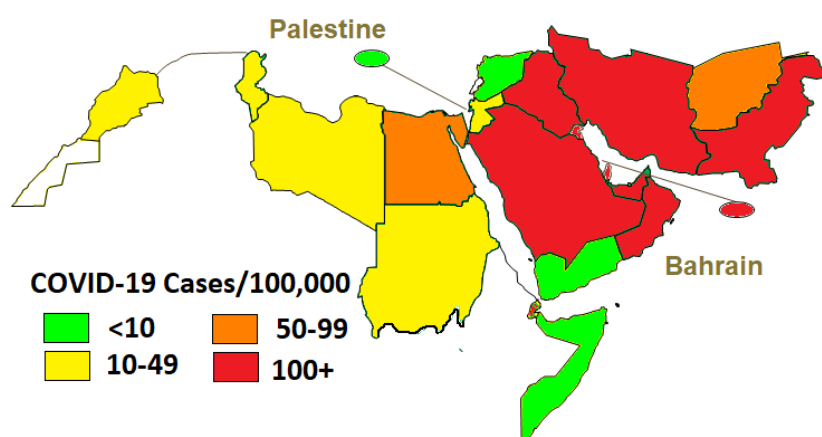 Palestine
Bahrain
COVID-19 Cases/100,000
<10
50-99
10-49
100+